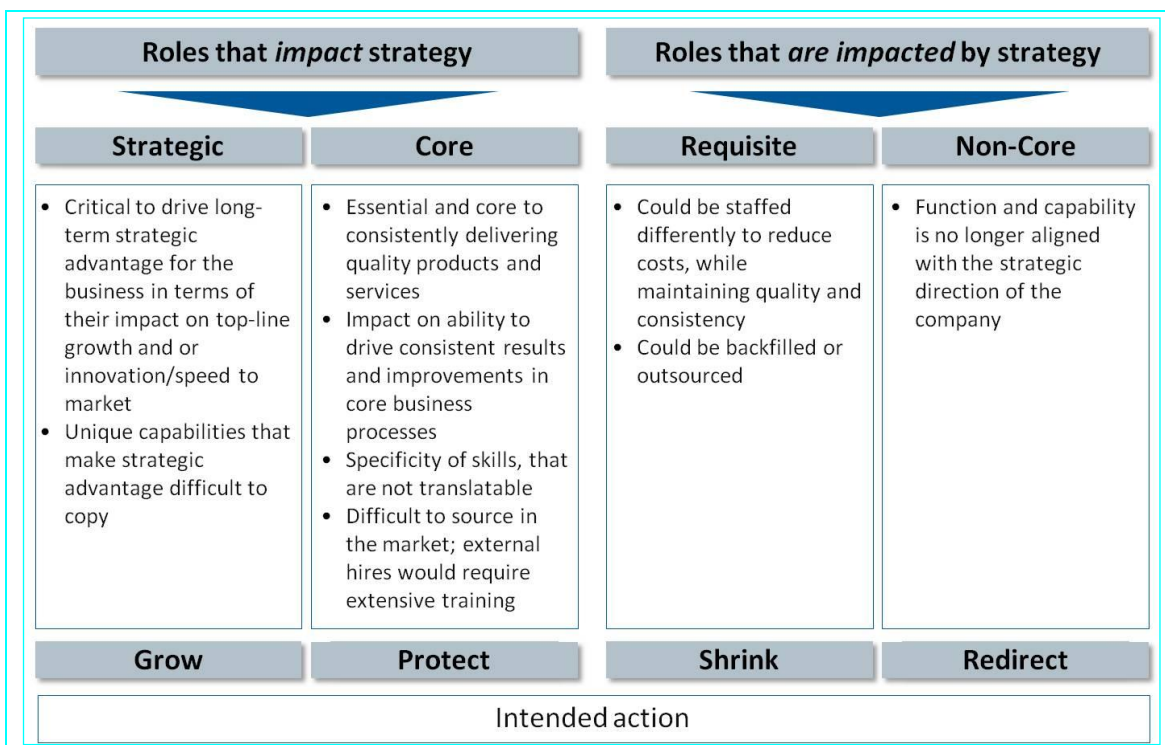 Roles that impact strategy
Roles that are impacted by strategy
Strategic
Core
Requisite
Non-Core
• Critical to drive long-
term strategic
advantage for the
business in terms of
their impact on top-line
growth and or
innovation/speed to
market
• Unique capabilities that
make strategic
advantage difficult to
copy
• Essential and core to
consistently delivering
quality products and
services
• Impact on ability to
drive consistent results
and improvements in
core business
processes
• Specificity of skills, that
are not translatable
• Difficult to source in
the market; external
hires would require
extensive training
• Could be staffed
differently to reduce
costs, while
maintaining quality and
consistency
• Could be backfilled or
outsourced
• Function and capability
is no longer aligned
with the strategic
direction of the
company
Grow
Protect
Shrink
Redirect
Intended action